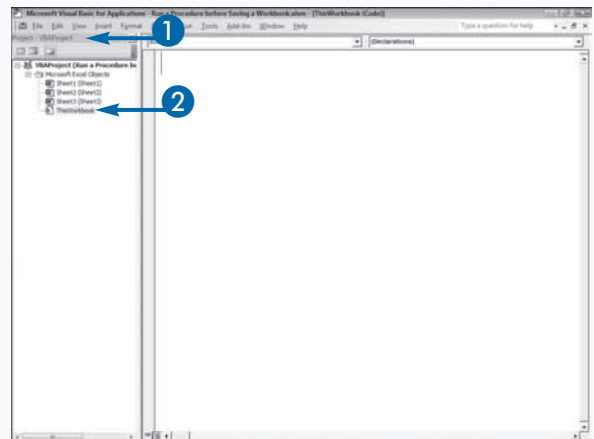 Microsoft Visual Basic for Applications - Run a Procedure before Saving a Workbook.xlsm - [ThisWorkbook (Code)]
File Edit View Insert Format Tools Add-Ins Window Help Type a question for help
Project - VBAProject
1
(Declarations)
VBAProject (Run a Procedure be
Microsoft Excel Objects
Sheet1 (Sheet1)
Sheet2 (Sheet2)
Sheet3 (Sheet3)
ThisWorkbook
2